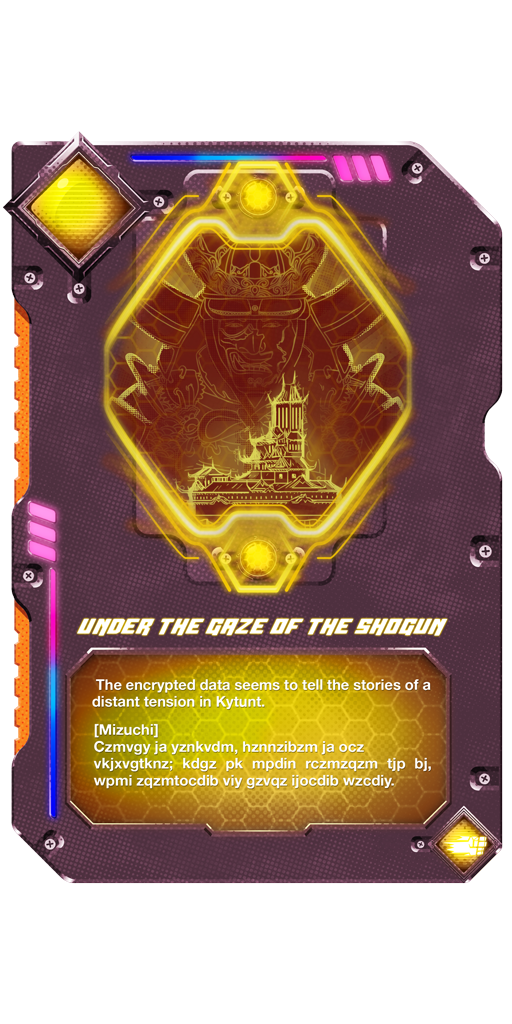 UNDER THE GAZE OF THE SHOGUN
The encrypted data seems to tell the stories of a
distant tension in Kytunt.
[Mizuchi]
Czmvgy ja yznkvdm, hznnzibzm ja ocz
vkjxvgtknz; kdgz pk mpdin rczmzqzm tjp bj,
wpmi zqzmtocdib viy gzvqz ijocdib wzcdiy.